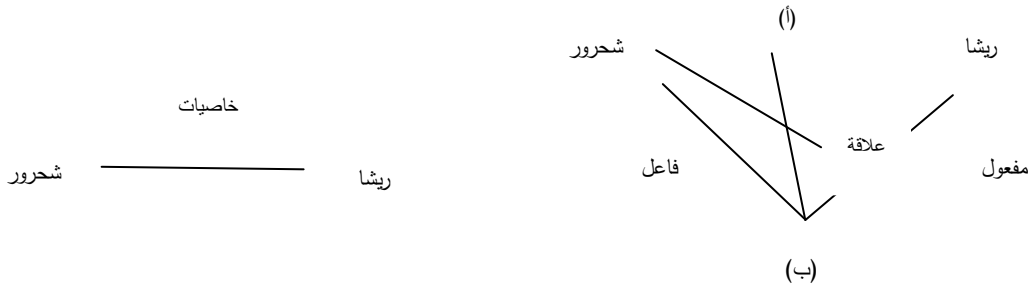 (أ)
ريشا
شحرور
خاصيات
علاقة
مفعول
فاعل
ريشا
شحرور
(ب)